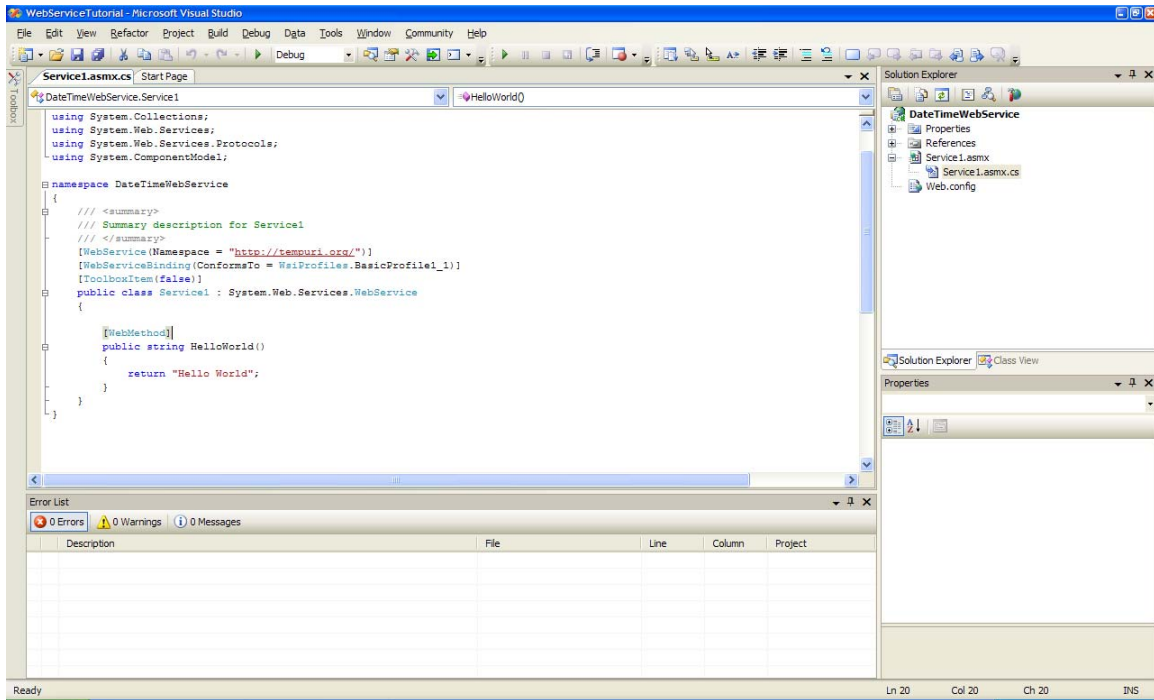 WebServiceTutorial - Microsoft Visual Studio
File Edit View Refactor Project Build Debug Data Tools Window Community Help
Debug
Toolbox
Service1.asmx.cs Start Page
DateTimeWebService.Service1 HelloWorld()
using System.Collections;
using System.Web.Services;
using System.Web.Services.Protocols;
using System.ComponentModel;
namespace DateTimeWebService
{
/// <summary>
/// Summary description for Service1
/// </summary>
[WebService(Namespace = "http://tempuri.org/")]
[WebServiceBinding(ConformsTo = WsiProfiles.BasicProfile1_1)]
[ToolboxItem(false)]
public class Service1 : System.Web.Services.WebService
{
[WebMethod]
public string HelloWorld()
{
return "Hello World";
}
}
}
Solution Explorer
DateTimeWebService
Properties
References
Service1.asmx
Service1.asmx.cs
Web.config
Solution Explorer Class View
Properties
Error List
0 Errors 0 Warnings 0 Messages
Description File Line Column Project
Ready Ln 20 Col 20 Ch 20 INS